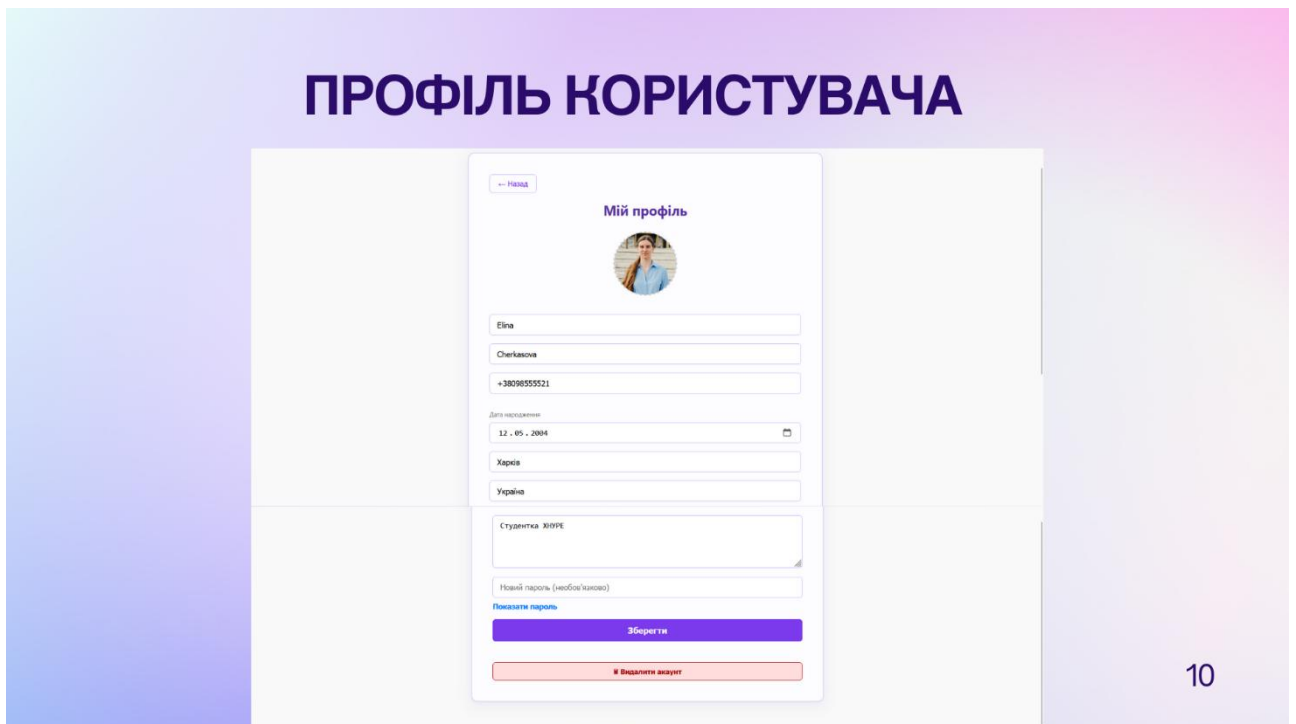 ПРОФІЛЬ КОРИСТУВАЧА
← Назад
Мій профіль
Elina
Cherkasova
+38098555521
Дата народження
12.05.2004
Харків
Україна
Студентка ХНУРЕ
Новий пароль (необов'язково)
Показати пароль
Зберегти
Видалити акаунт
10